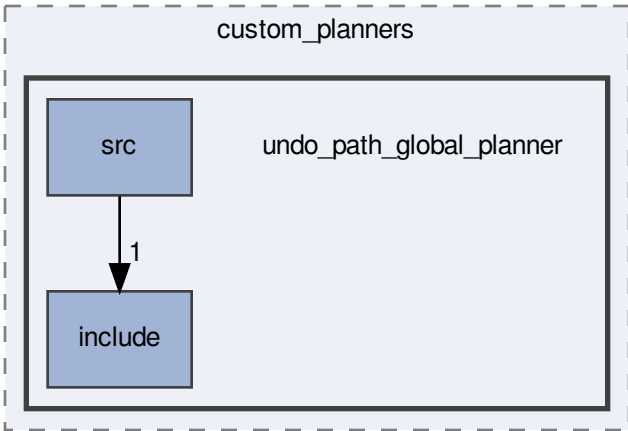 custom_planners
src
undo_path_global_planner
1
include